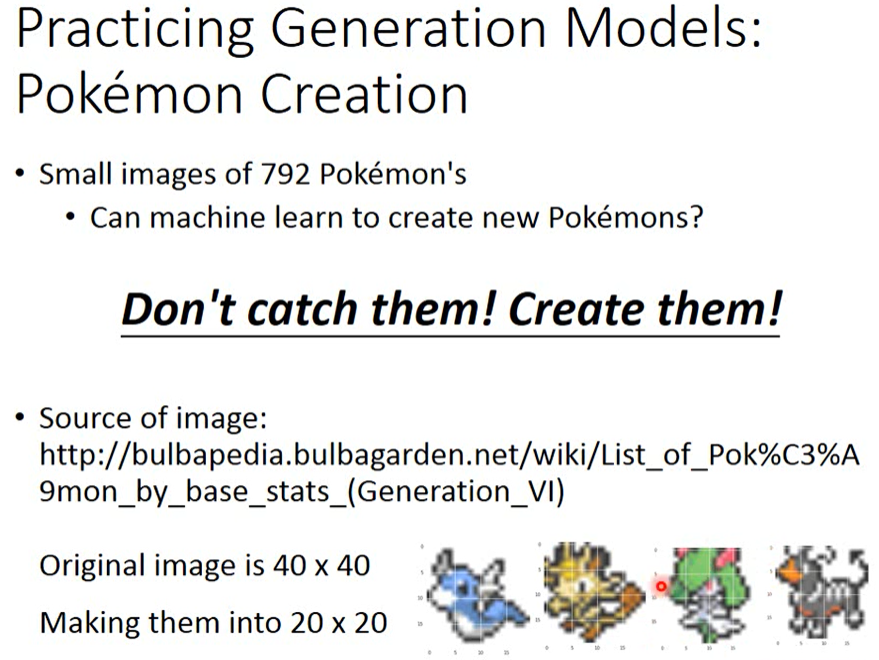 Practicing Generation Models:
Pokémon Creation
• Small images of 792 Pokémon's
• Can machine learn to create new Pokémons?
Don't catch them! Create them!
• Source of image:
http://bulbapedia.bulbagarden.net/wiki/List_of_Pok%C3%A
9mon_by_base_stats_(Generation_VI)
Original image is 40 x 40
Making them into 20 x 20